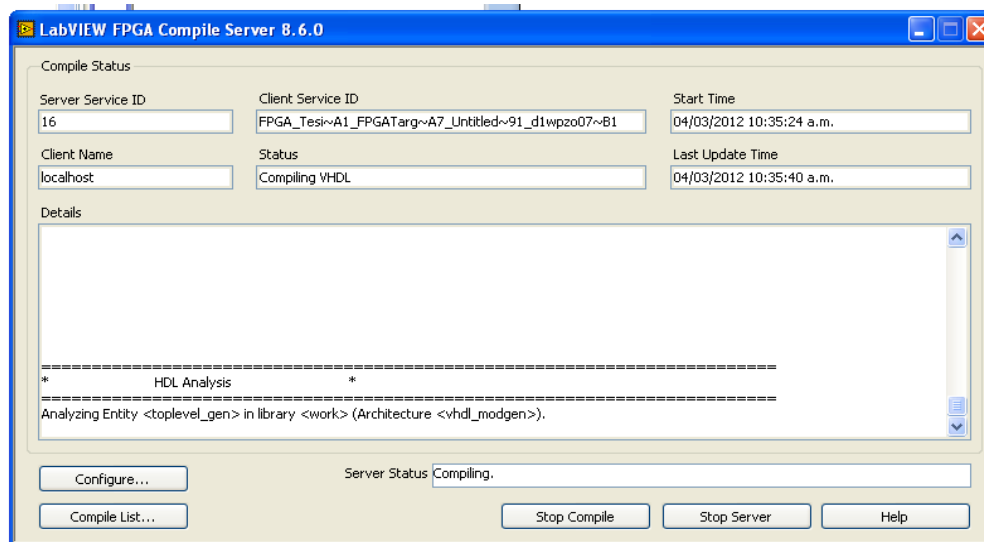 LabVIEW FPGA Compile Server 8.6.0
Compile Status
Server Service ID
Client Service ID
Start Time
16
FPGA_Tesi~A1_FPGATarg~A7_Untitled~91_d1wpzo07~B1
04/03/2012 10:35:24 a.m.
Client Name
Status
Last Update Time
localhost
Compiling VHDL
04/03/2012 10:35:40 a.m.
Details
=========================================================================
* HDL Analysis *
=========================================================================
Analyzing Entity <toplevel_gen> in library <work> (Architecture <vhdl_modgen>).
Configure...
Server Status
Compiling.
Compile List...
Stop Compile
Stop Server
Help